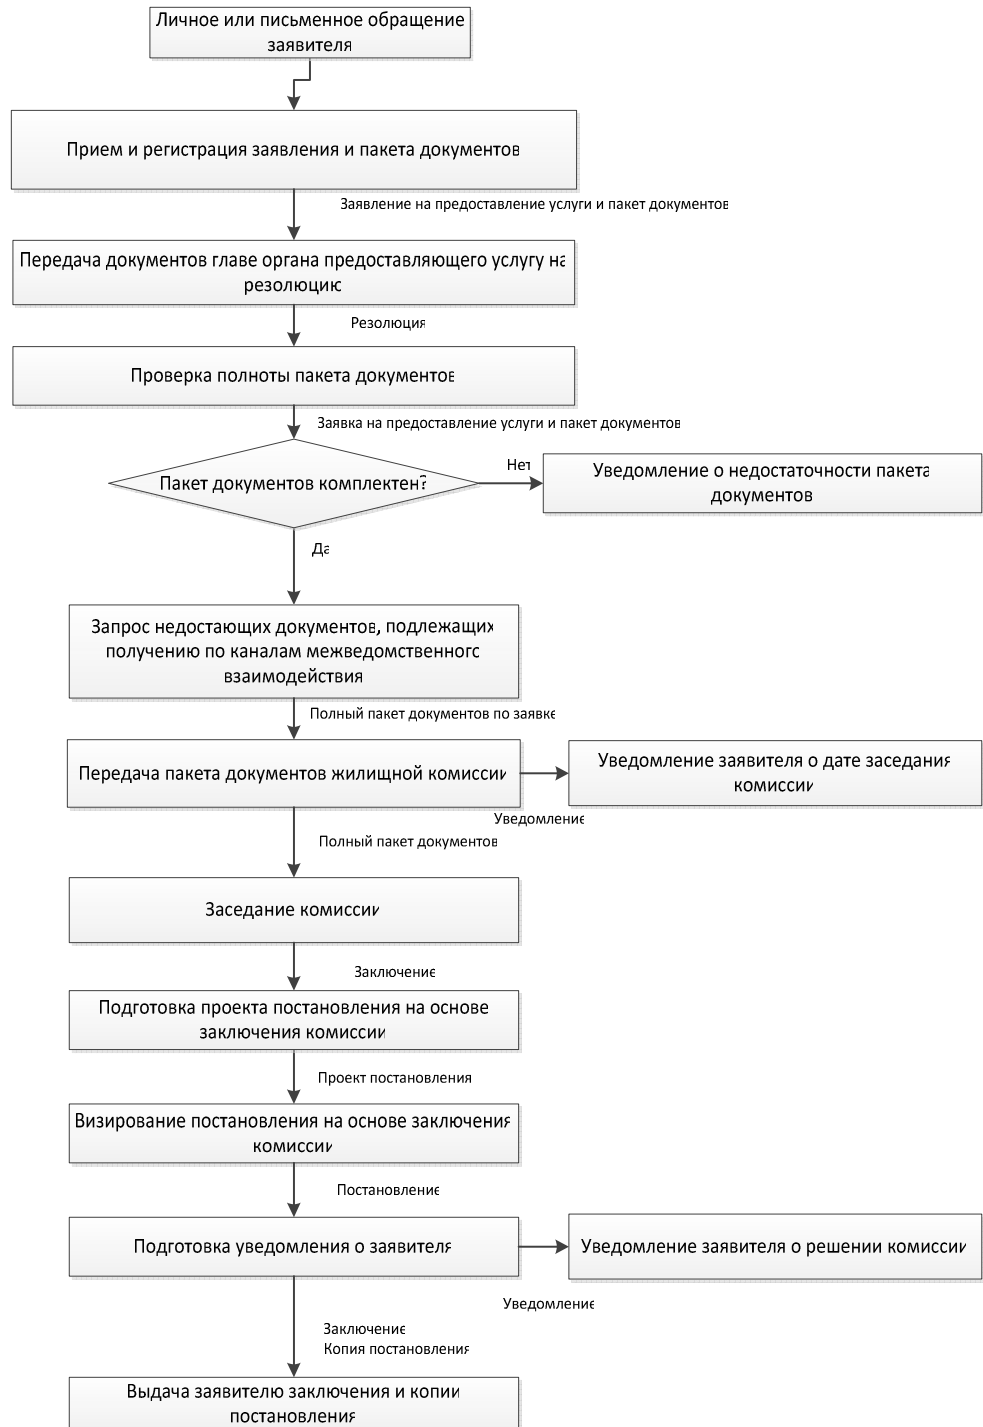 Личное или письменное обращение
заявителя
Прием и регистрация заявления и пакета документов
Заявление на предоставление услуги и пакет документов
Передача документов главе органа предоставляющего услугу на
резолюцию
Резолюция
Проверка полноты пакета документов
Заявка на предоставление услуги и пакет документов
Пакет документов комплектен?
Нет
Уведомление о недостаточности пакета
документов
Да
Запрос недостающих документов, подлежащих
получению по каналам межведомственного
взаимодействия
Полный пакет документов по заявке
Передача пакета документов жилищной комиссии
Уведомление заявителя о дате заседания
комиссии
Уведомление
Полный пакет документов
Заседание комиссии
Заключение
Подготовка проекта постановления на основе
заключения комиссии
Проект постановления
Визирование постановления на основе заключения
комиссии
Постановление
Подготовка уведомления о заявителя
Уведомление заявителя о решении комиссии
Уведомление
Заключение
Копия постановления
Выдача заявителю заключения и копии
постановления